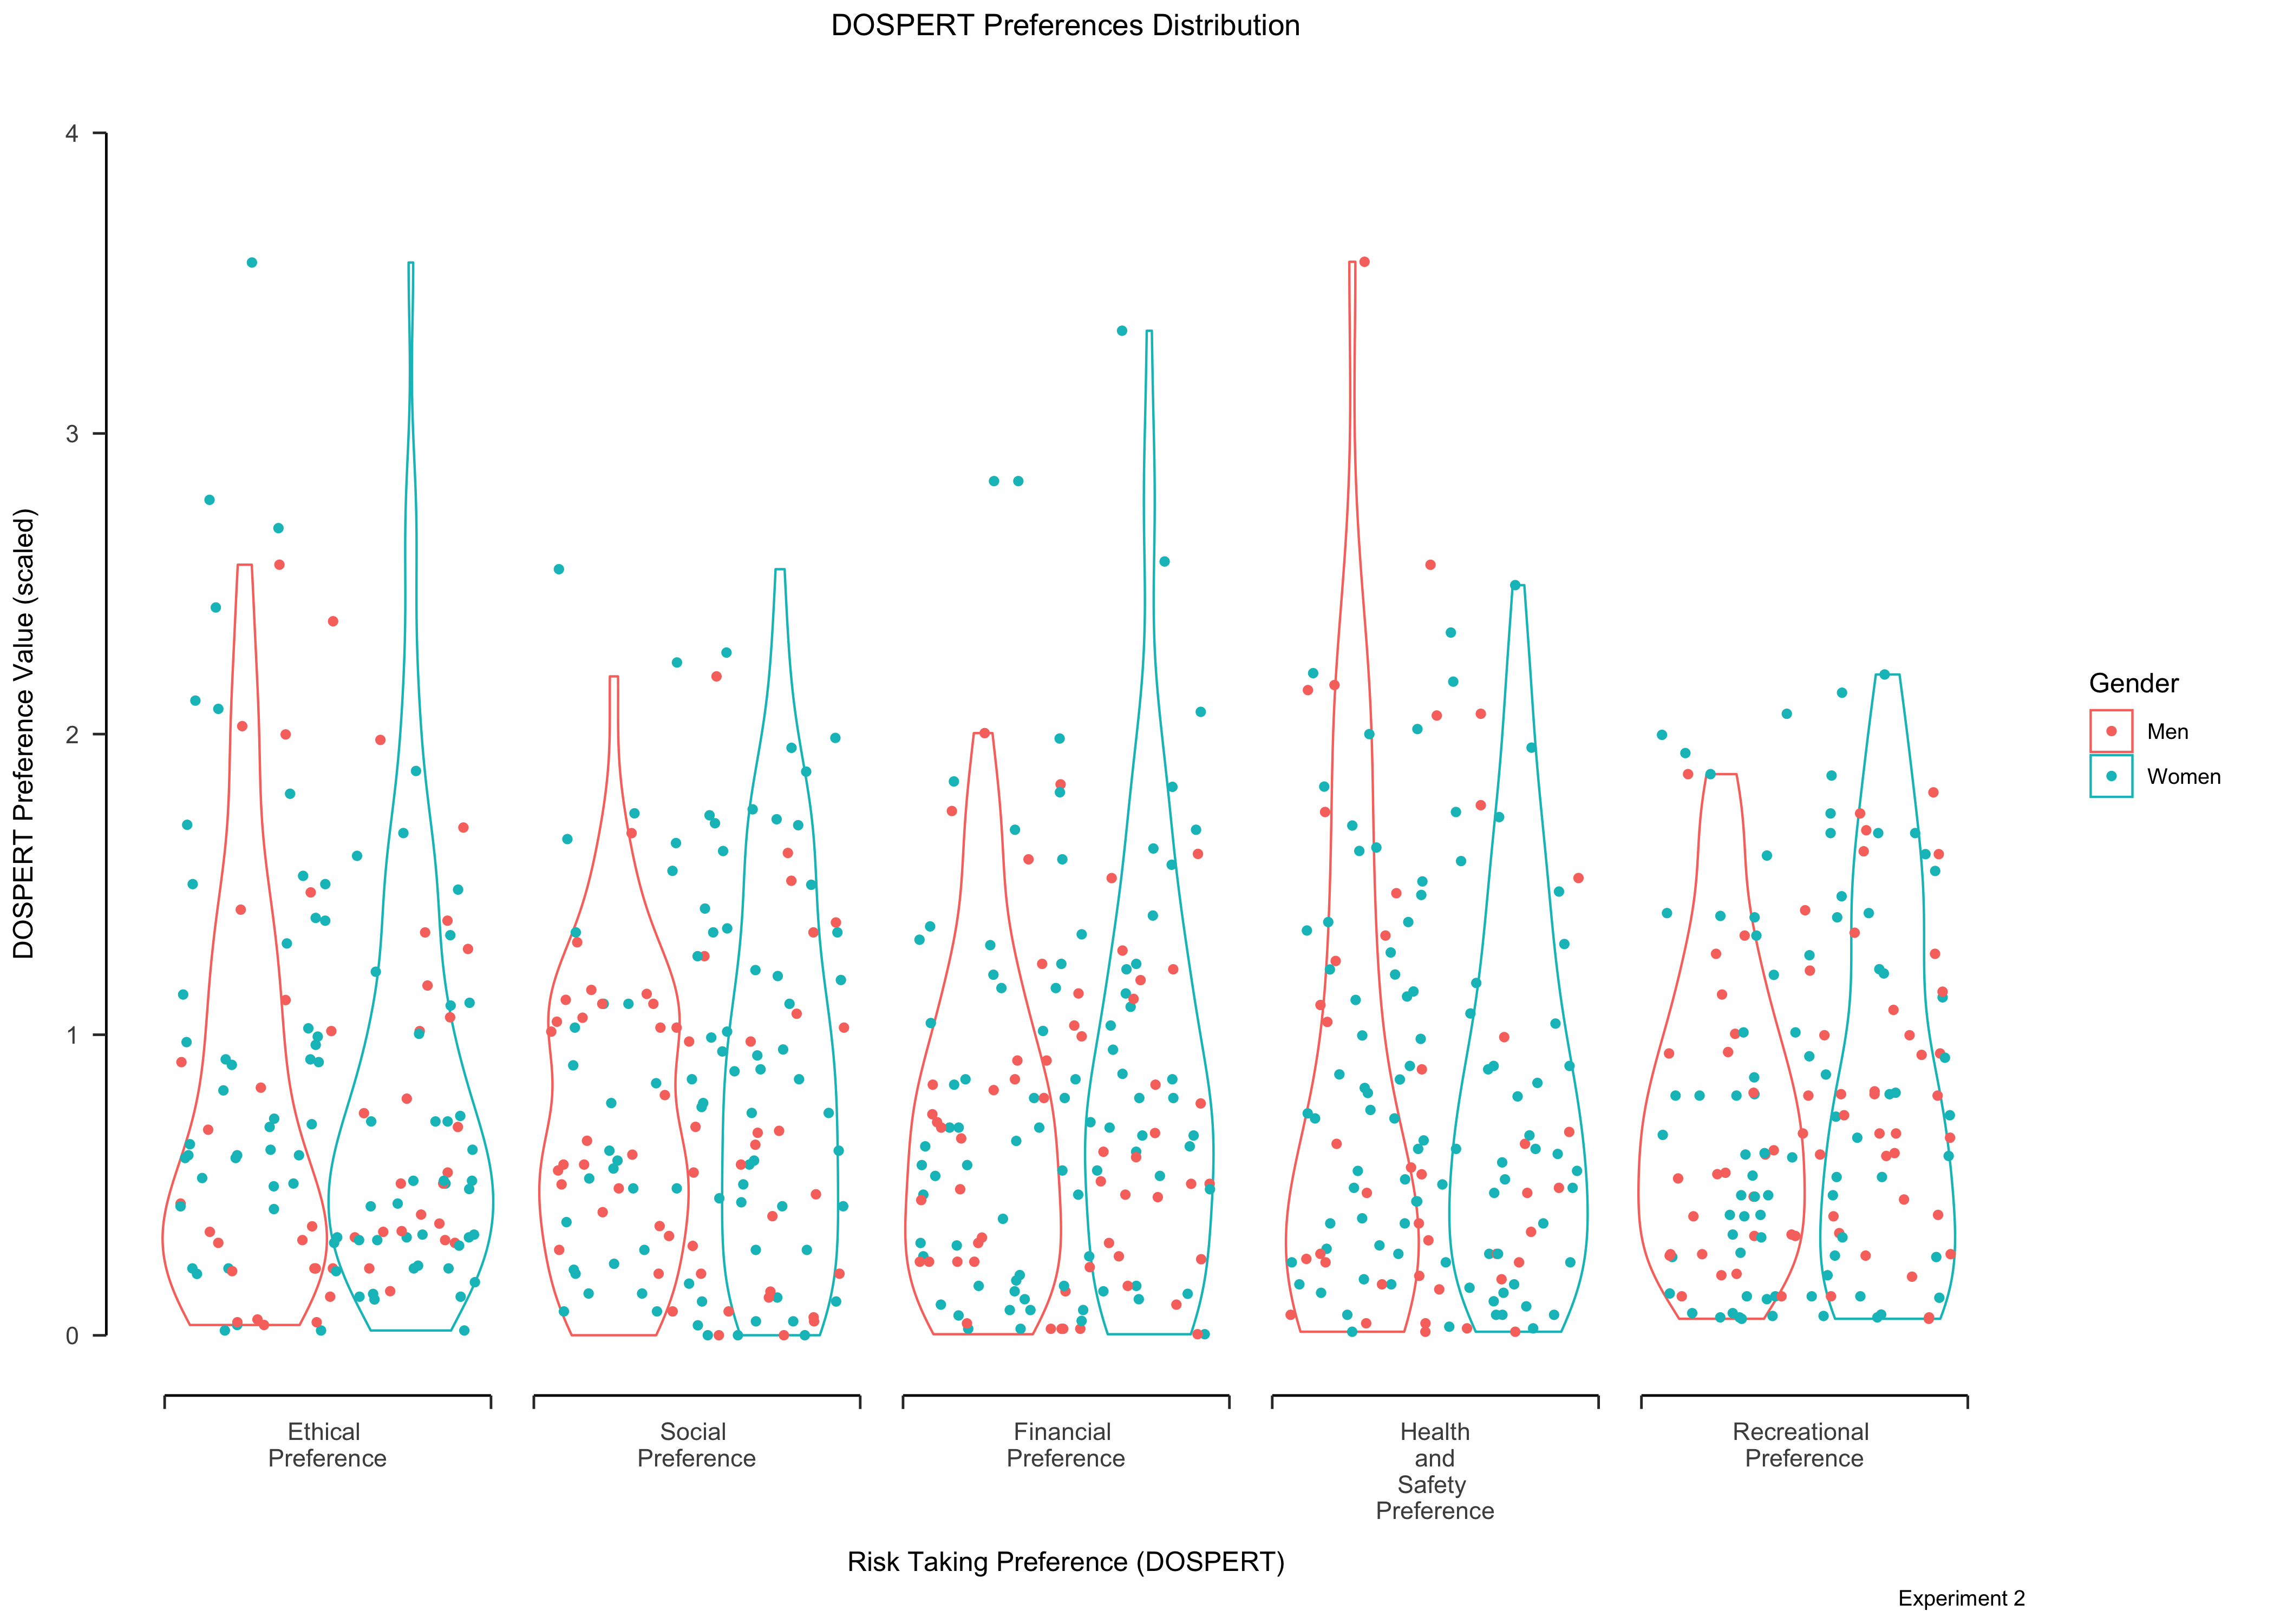 DOSPERT Preferences Distribution
DOSPERT Preference Value (scaled)
4
3
2
1
0
Gender
Men
Women
Ethical
Preference
Social
Preference
Financial
Preference
Health
and
Safety
Preference
Recreational
Preference
Risk Taking Preference (DOSPERT)
Experiment 2